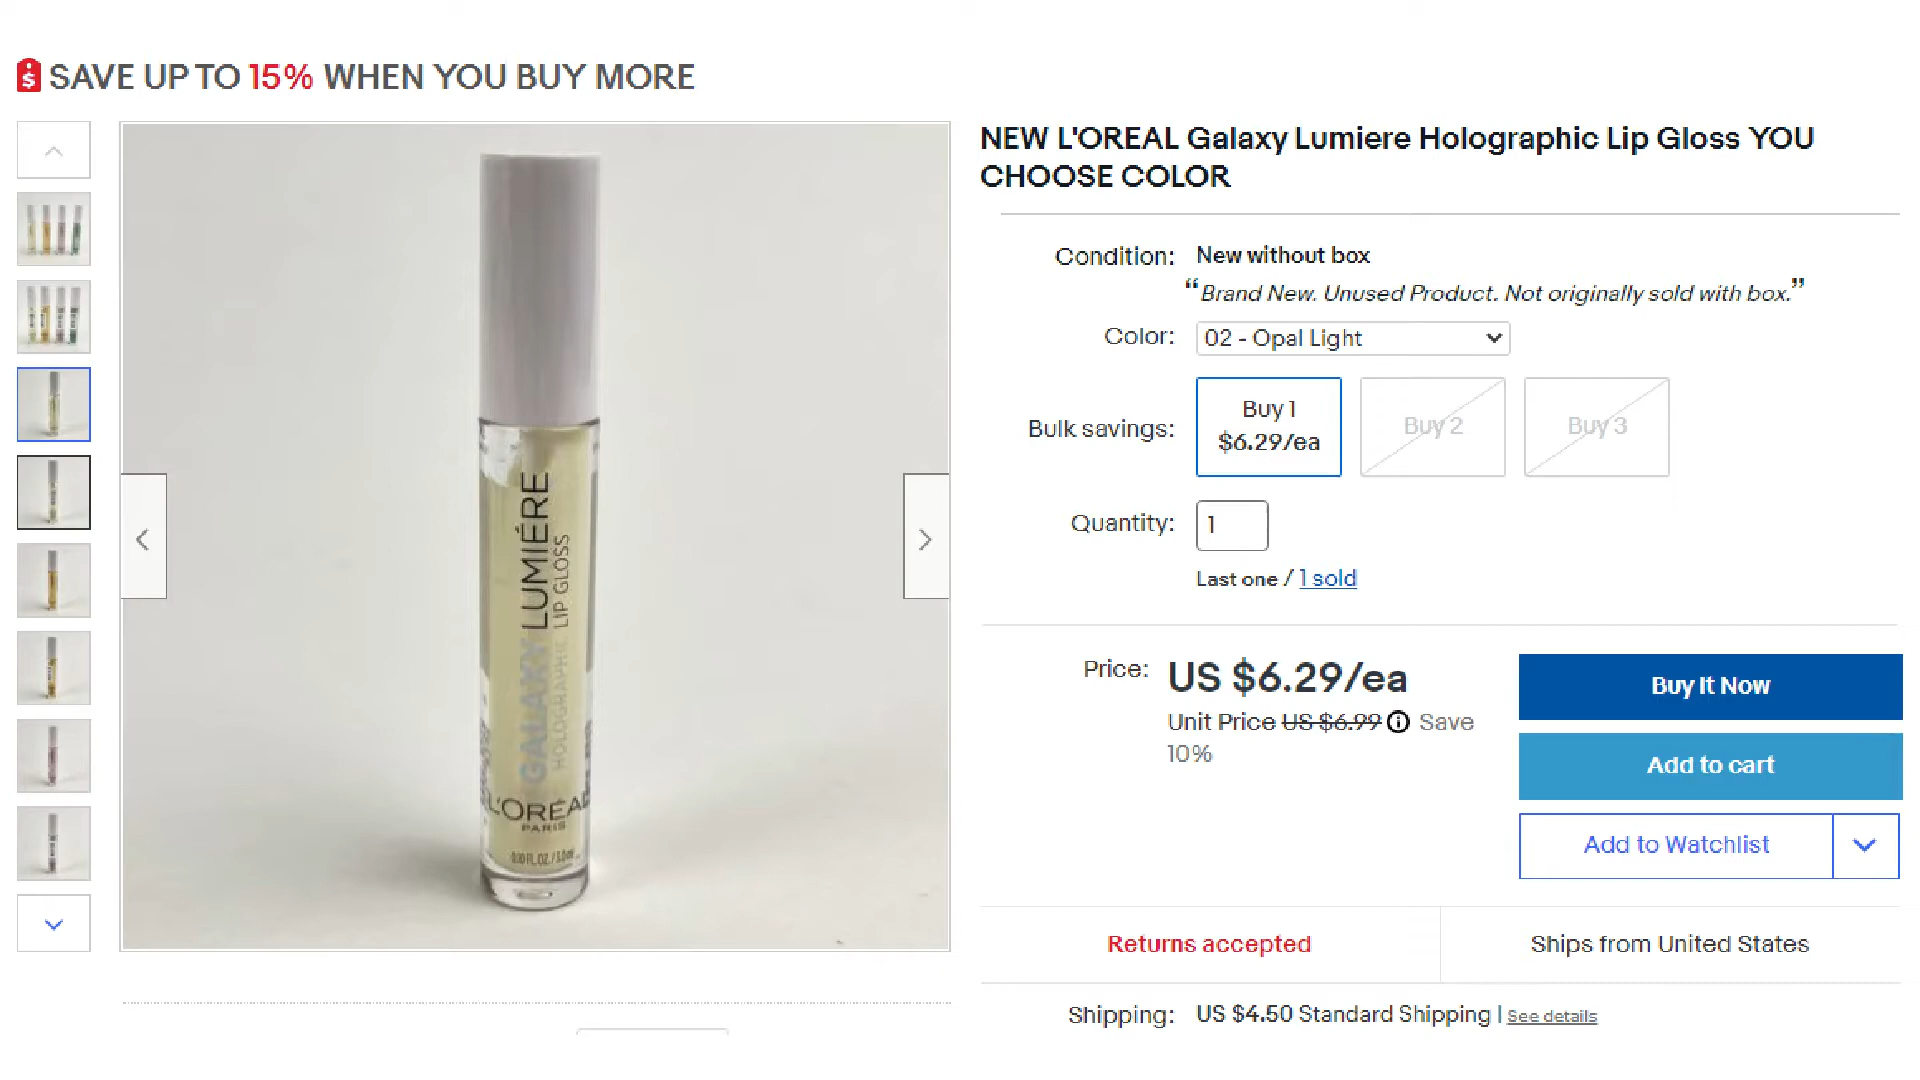 SAVE UP TO 15% WHEN YOU BUY MORE
NEW L'OREAL Galaxy Lumiere Holographic Lip Gloss YOU
CHOOSE COLOR
Condition: New without box
“Brand New. Unused Product. Not originally sold with box.”
Color: 02 - Opal Light
Bulk savings: Buy 1 $6.29/ea Buy 2 Buy 3
Quantity: 1
Last one / 1 sold
Price: US $6.29/ea
Unit Price US $6.99 Save
10%
Buy It Now
Add to cart
Add to Watchlist
Returns accepted
Ships from United States
Shipping: US $4.50 Standard Shipping | See details
GALAXY LUMIÉRE
HOLOGRAPHIC LIP GLOSS
L'ORÉAL
PARIS